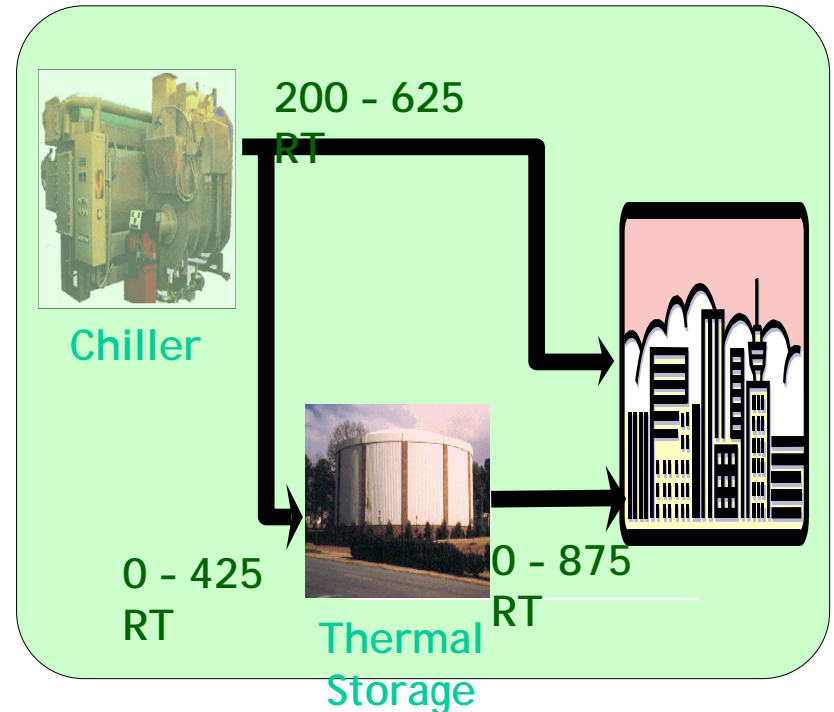 200 - 625
RT
Chiller
0 - 425
RT
0 - 875
RT
Thermal
Storage